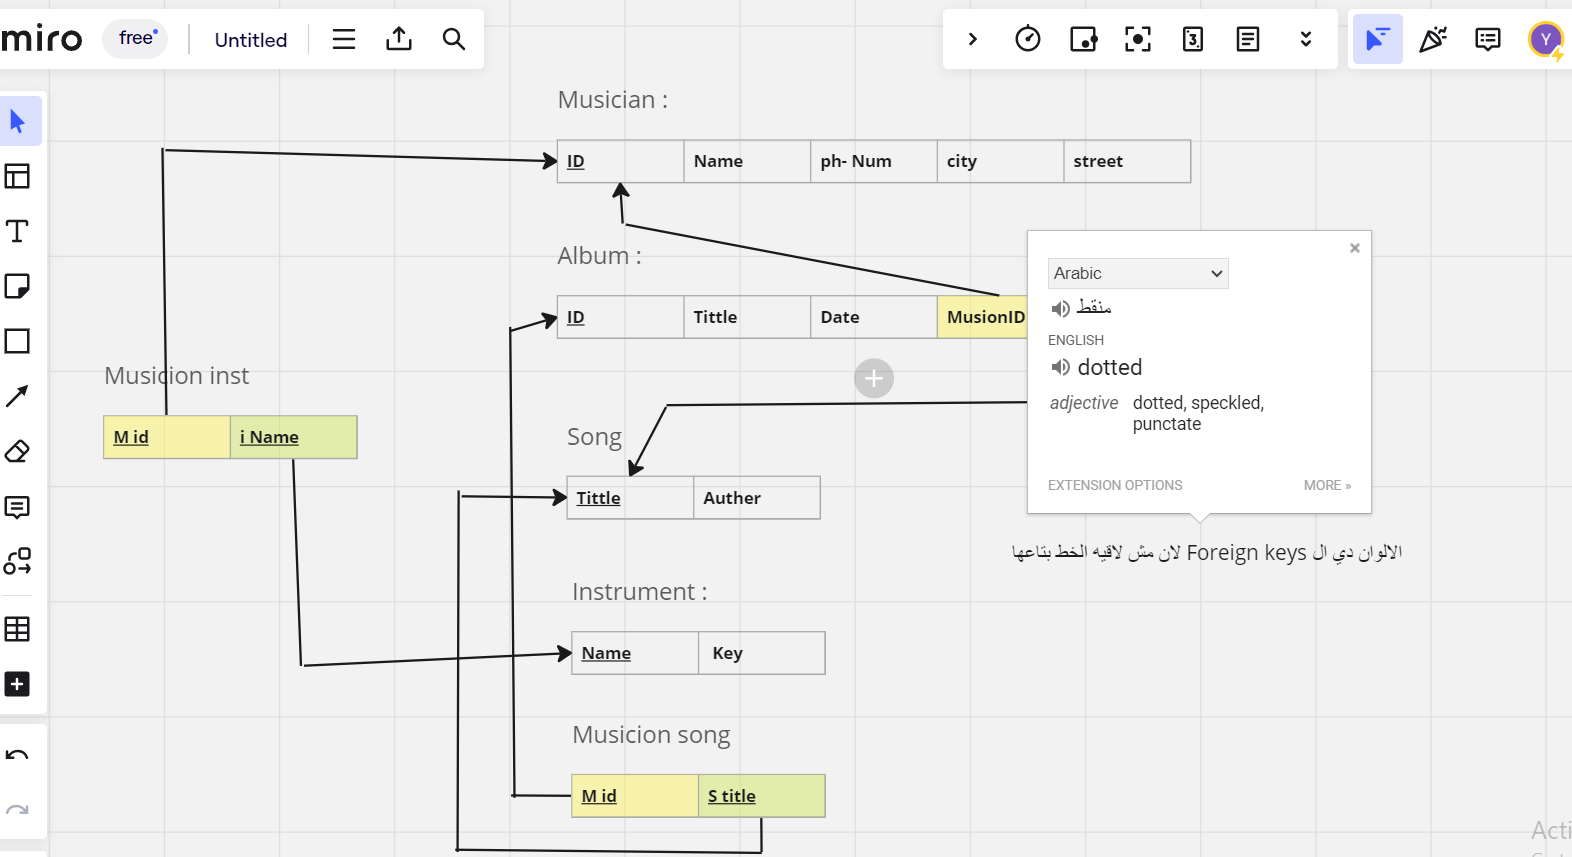 miro
free
Untitled
3
Y
Musician :
ID Name ph- Num city street
Album :
ID Tittle Date MusionID
Arabic
منقط
ENGLISH
dotted
adjective dotted, speckled,
punctate
EXTENSION OPTIONS MORE »
Musicion inst
M id i Name
Song
Tittle Auther
الالوان دي ال Foreign keys لان مش لاقيه الخط بتاعها
Instrument :
Name Key
Musicion song
M id S title